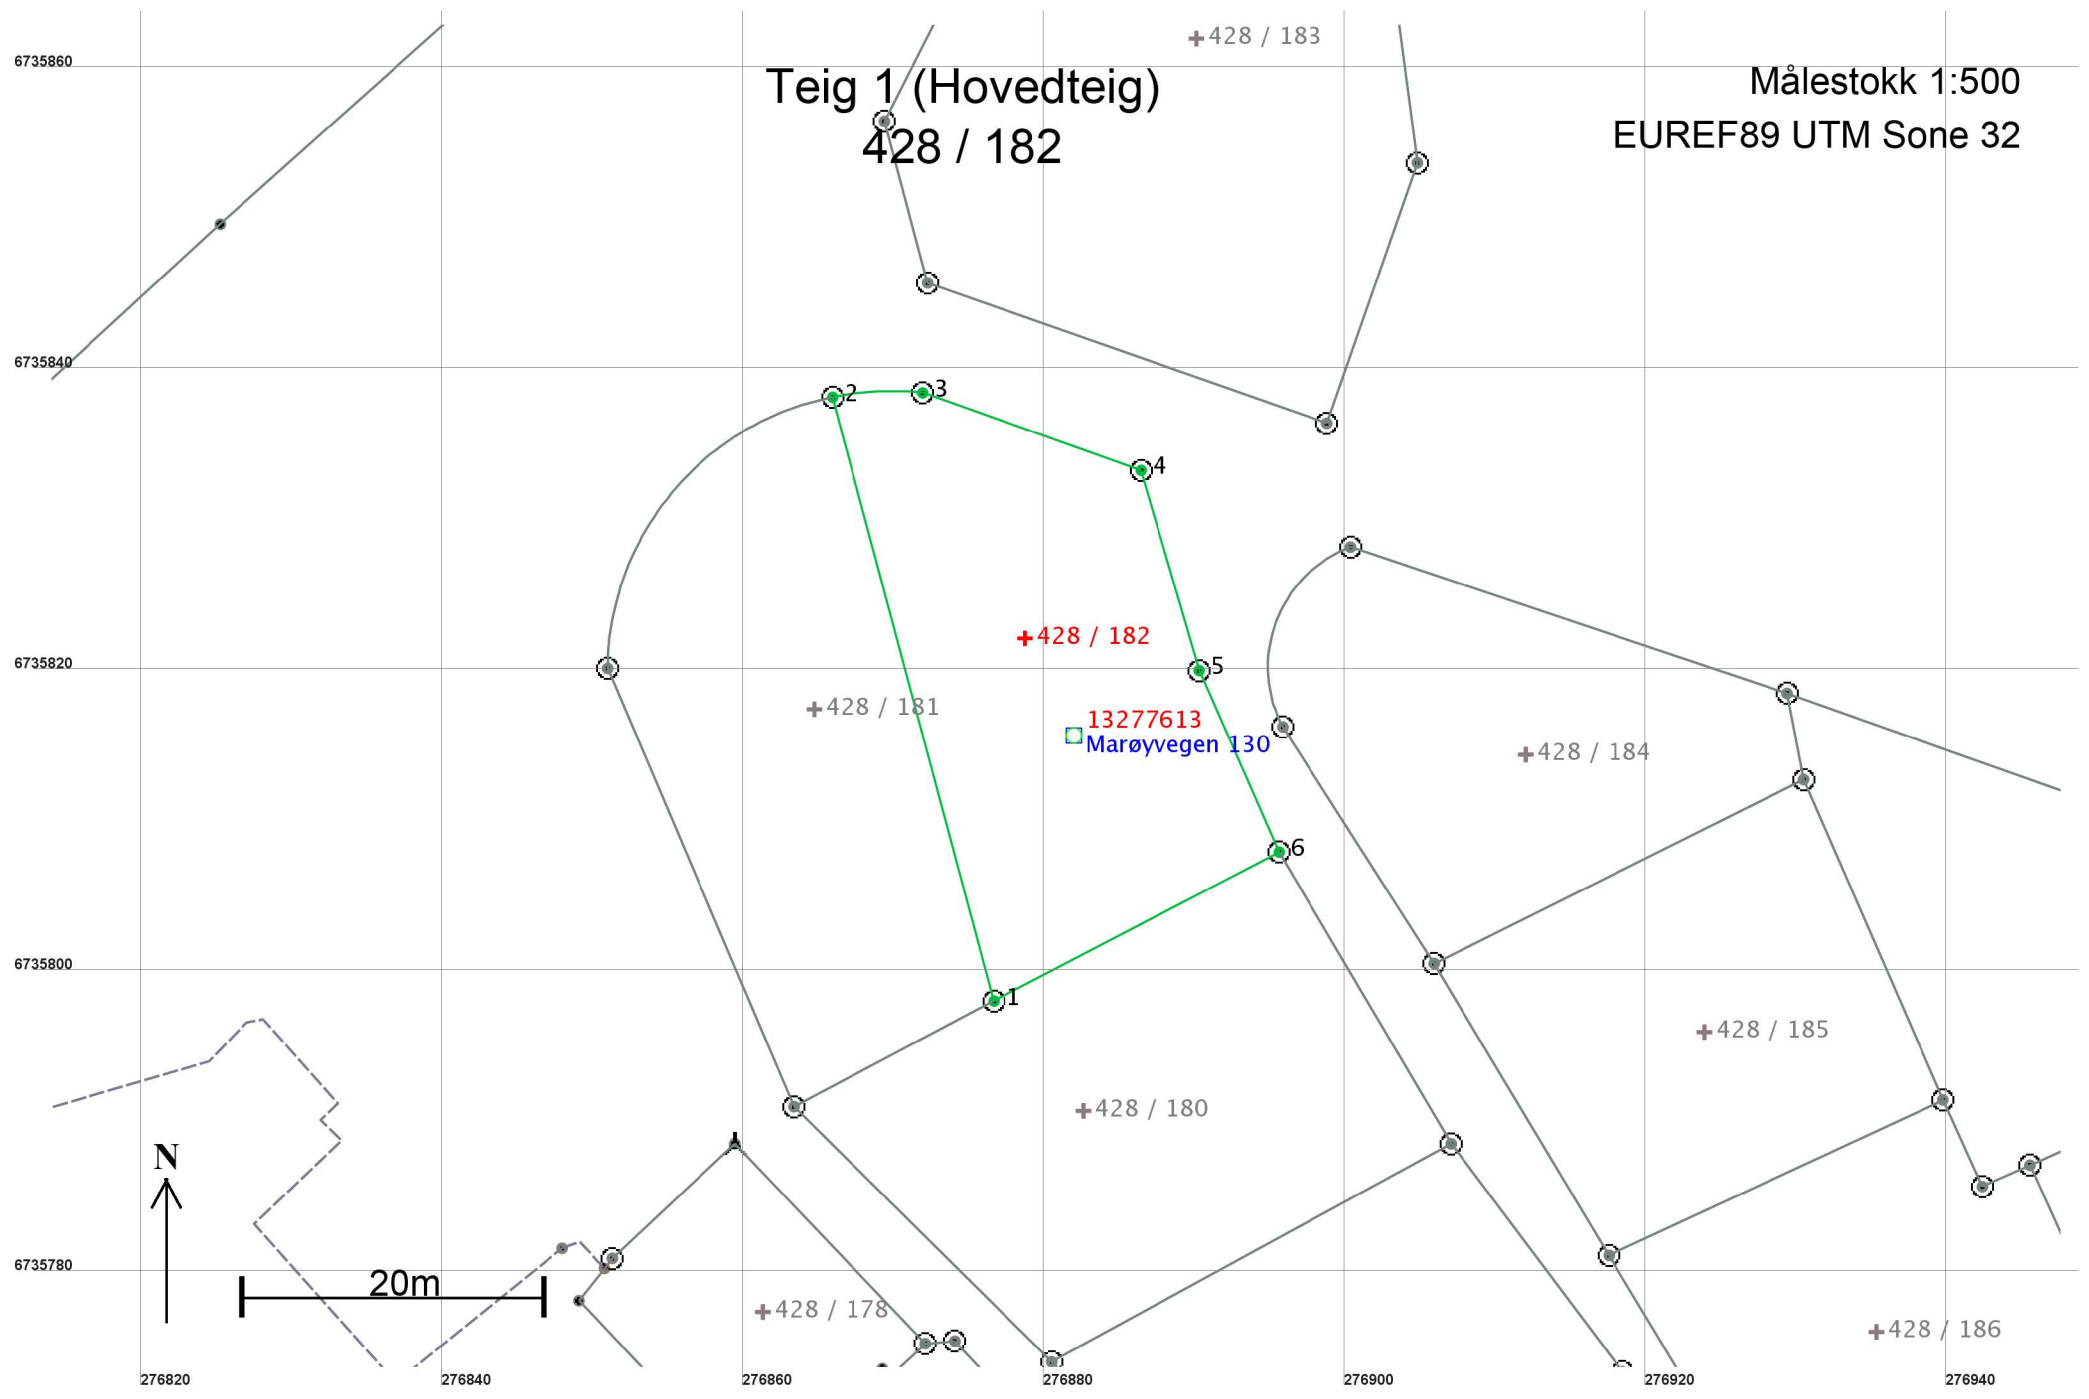 428 / 183
6735860
Teig 1 (Hovedteig)
428 / 182
Målestokk 1:500
EUREF89 UTM Sone 32
6735840
2
3
4
428 / 182
5
6735820
428 / 181
13277613
Marøyvegen 130
428 / 184
6
6735800
1
428 / 185
428 / 180
N
6735780
20m
428 / 178
428 / 186
276820
276840
276860
276880
276900
276920
276940